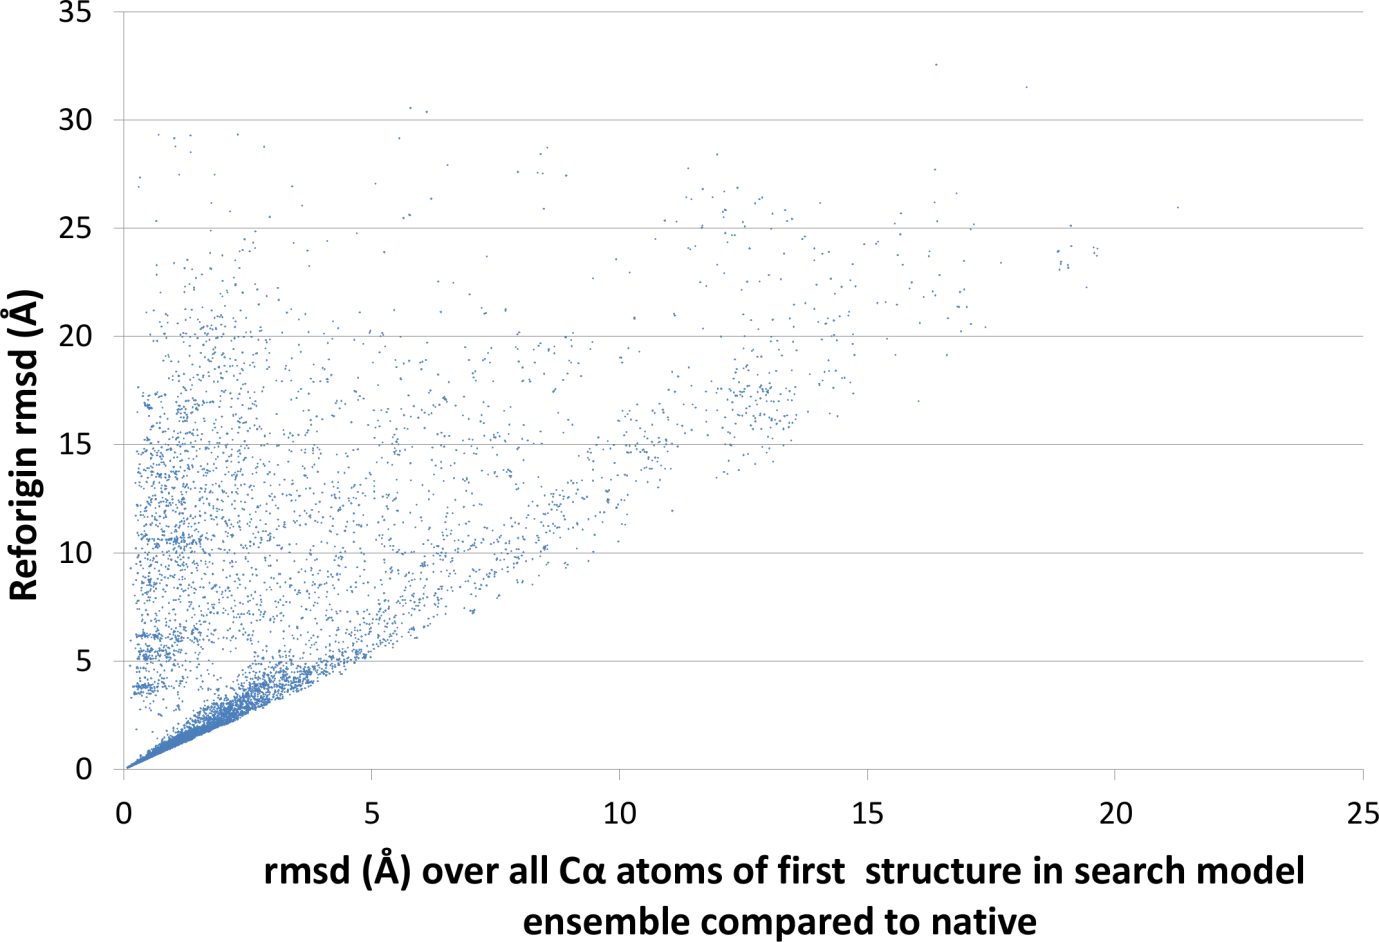 35
30
25
20
15
10
5
0
Reforigin rmsd (Å)
0 5 10 15 20 25
rmsd (Å) over all Cα atoms of first  structure in search model
ensemble compared to native